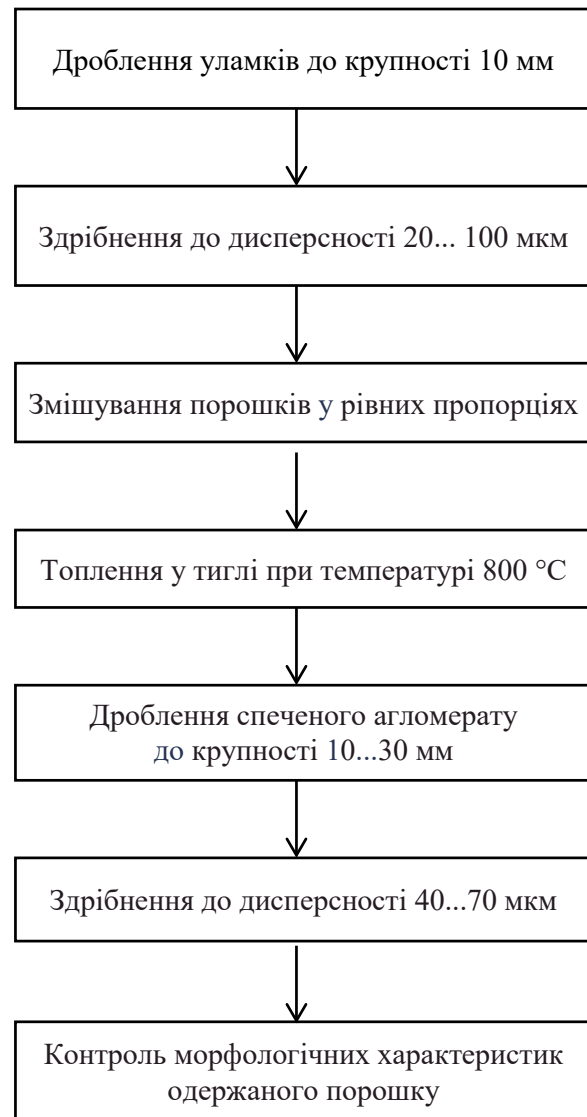 Дроблення уламків до крупності 10 мм
Здрібнення до дисперсності 20... 100 мкм
Змішування порошків у рівних пропорціях
Топлення у тиглі при температурі 800 °С
Дроблення спеченого агломерату
до крупності 10...30 мм
Здрібнення до дисперсності 40...70 мкм
Контроль морфологічних характеристик
одержаного порошку